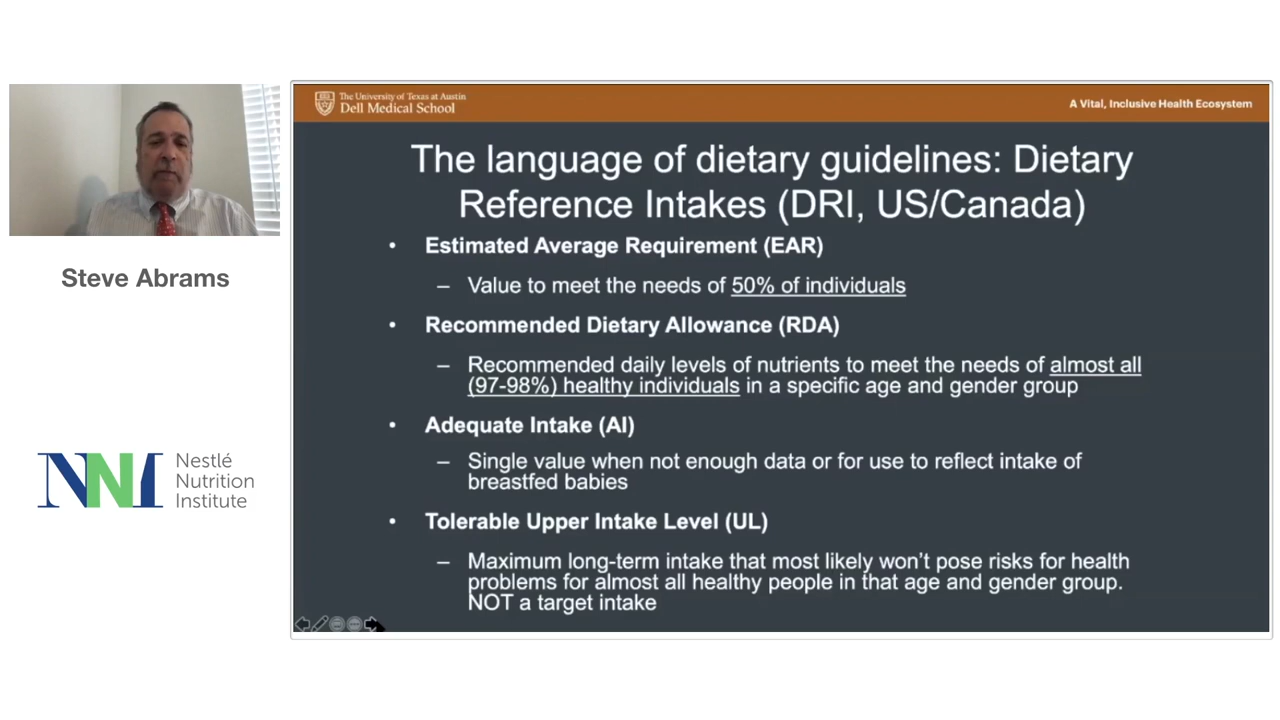 The University of Texas at Austin
Dell Medical School
A Vital, Inclusive Health Ecosystem
The language of dietary guidelines: Dietary
Reference Intakes (DRI, US/Canada)
• Estimated Average Requirement (EAR)
– Value to meet the needs of 50% of individuals
• Recommended Dietary Allowance (RDA)
– Recommended daily levels of nutrients to meet the needs of almost all
(97-98%) healthy individuals in a specific age and gender group
• Adequate Intake (AI)
– Single value when not enough data or for use to reflect intake of
breastfed babies
• Tolerable Upper Intake Level (UL)
– Maximum long-term intake that most likely won’t pose risks for health
problems for almost all healthy people in that age and gender group.
NOT a target intake
Steve Abrams
NNI
Nestlé
Nutrition
Institute